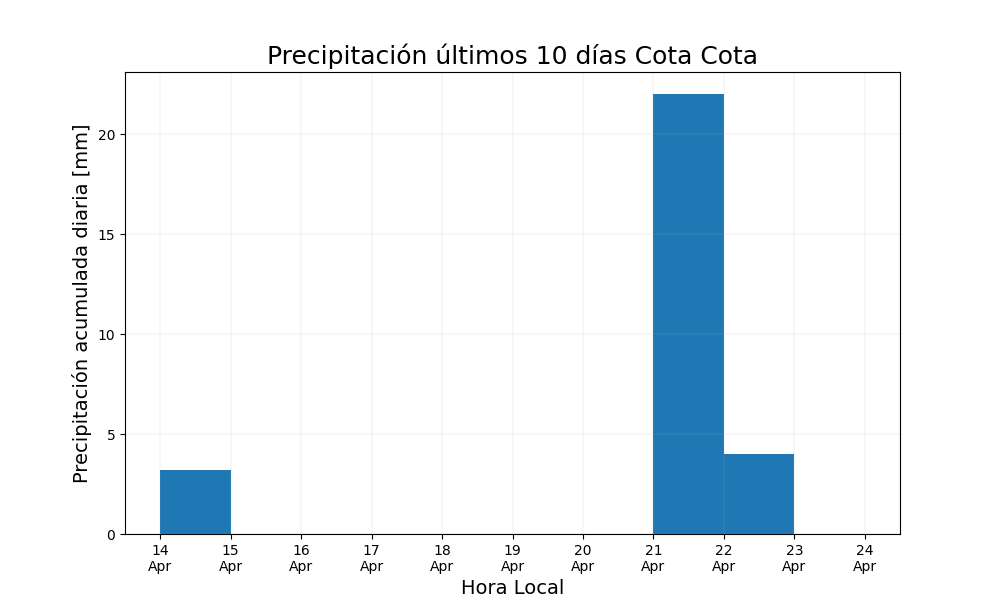 Precipitación últimos 10 días Cota Cota
Precipitación acumulada diaria [mm]
20
15
10
5
0
14 15 16 17 18 19 20 21 22 23 24
Apr Apr Apr Apr Apr Apr Apr Apr Apr Apr Apr
Hora Local